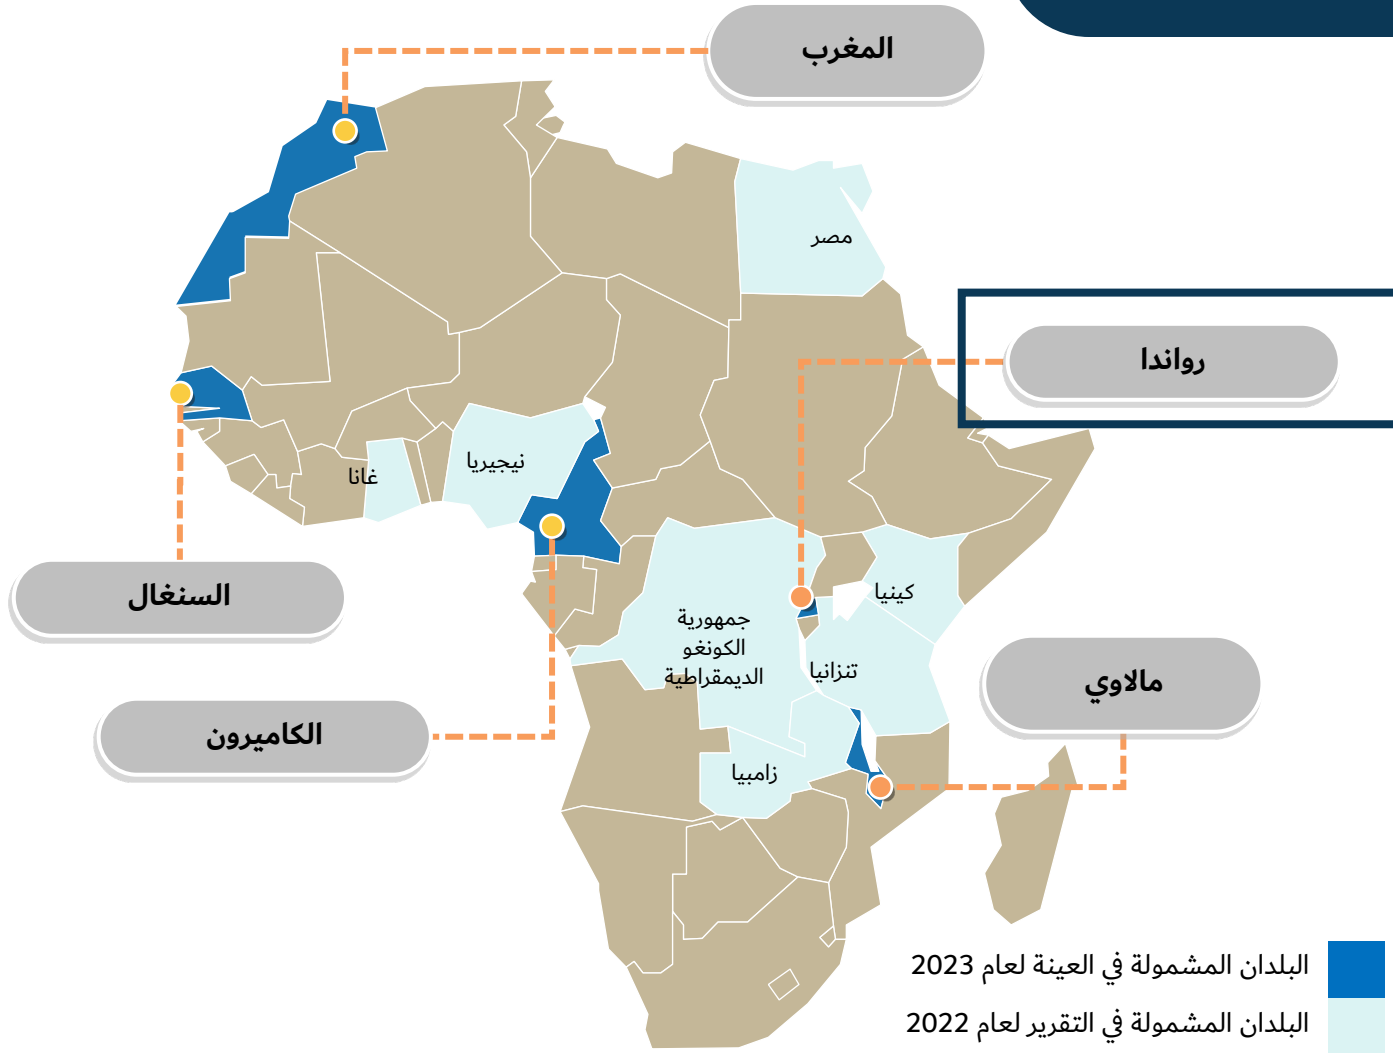 المغرب
مصر
رواندا
نيجيريا
غانا
السنغال
كينيا
جمهورية
الكونغو
الديمقراطية
تنزانيا
مالاوي
الكاميرون
زامبيا
البلدان المشمولة في العينة لعام 2023
البلدان المشمولة في التقرير لعام 2022